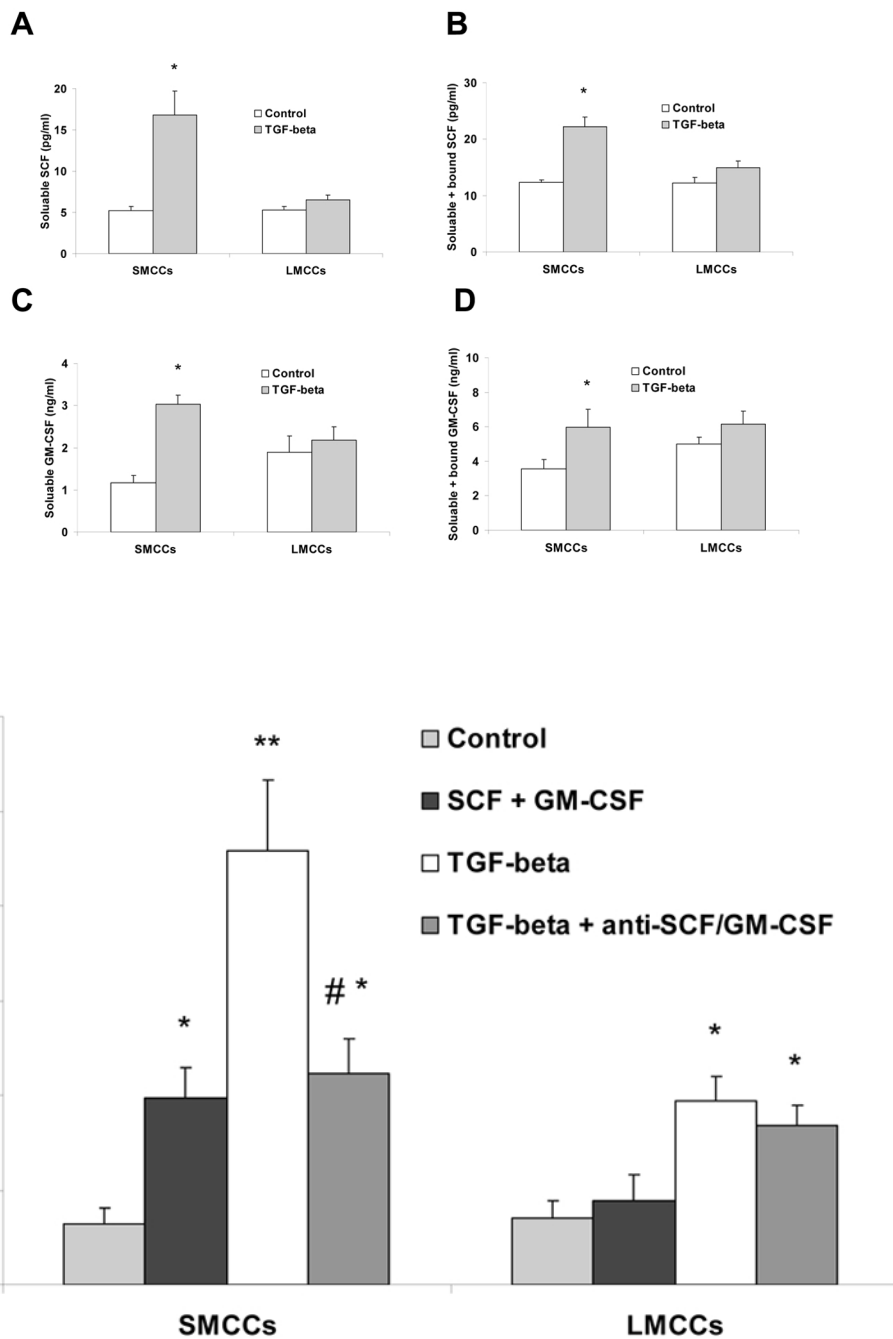 A
B
*
20
15
10
5
0
Soluable SCF (pg/ml)
Control
TGF-beta
SMCCs
LMCCs
*
30
20
10
0
Soluable + bound SCF (pg/ml)
Control
TGF-beta
SMCCs
LMCCs
C
D
*
4
3
2
1
0
Soluable GM-CSF (ng/ml)
Control
TGF-beta
SMCCs
LMCCs
*
10
8
6
4
2
0
Soluable + bound GM-CSF (ng/ml)
Control
TGF-beta
SMCCs
LMCCs
**
Control
SCF + GM-CSF
TGF-beta
TGF-beta + anti-SCF/GM-CSF
# *
*
*
*
SMCCs
LMCCs